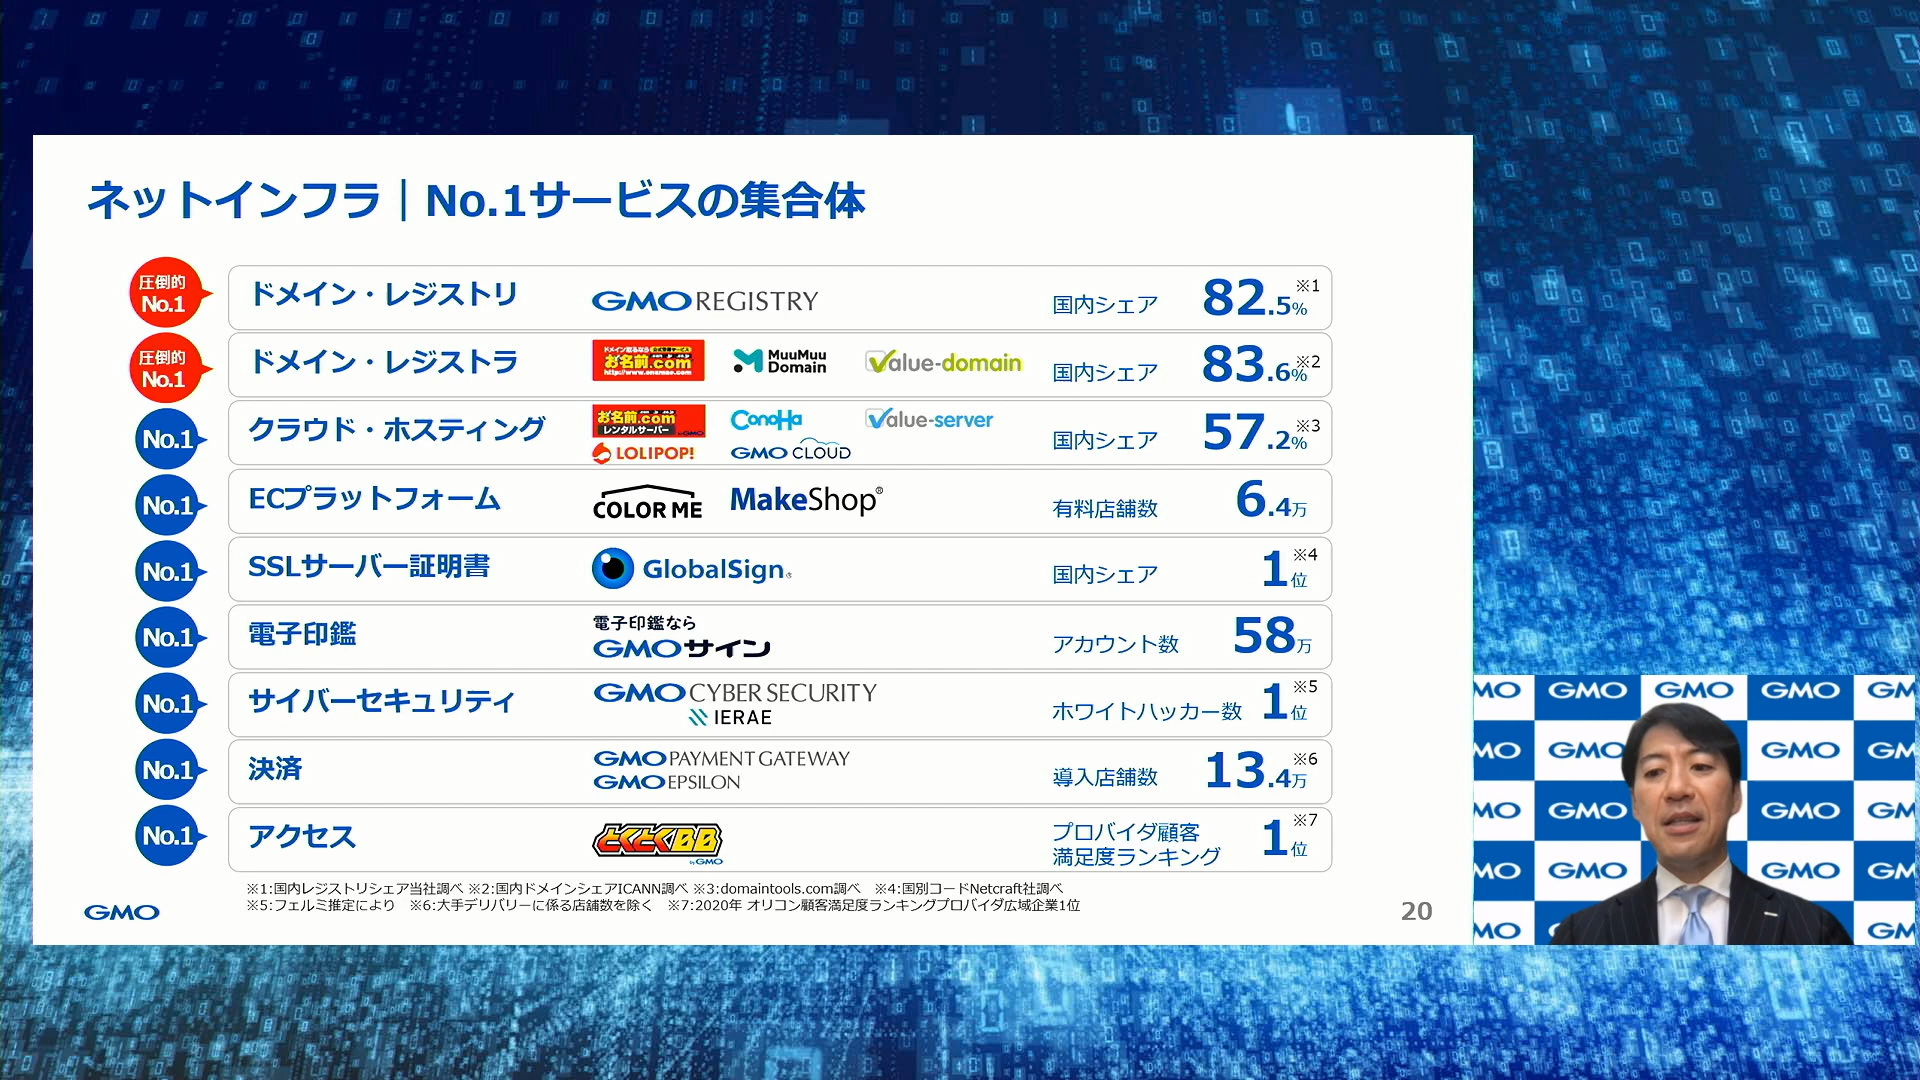 ネットインフラ｜No.1サービスの集合体
圧倒的
No.1
ドメイン・レジストリ
GMO REGISTRY
国内シェア
82.5%
※1
圧倒的
No.1
ドメイン・レジストラ
お名前.com
http://www.onamae.com
MuuMuu
Domain
Value-domain
国内シェア
83.6%
※2
No.1
クラウド・ホスティング
お名前.com
レンタルサーバー
ConoHa
Value-server
LOLIPOP!
GMO CLOUD
国内シェア
57.2%
※3
No.1
ECプラットフォーム
COLOR ME
MakeShop®
有料店舗数
6.4万
No.1
SSLサーバー証明書
GlobalSign
国内シェア
1位
※4
No.1
電子印鑑
電子印鑑なら
GMOサイン
アカウント数
58万
No.1
サイバーセキュリティ
GMO CYBER SECURITY
IERAE
ホワイトハッカー数
1位
※5
No.1
決済
GMO PAYMENT GATEWAY
GMO EPSILON
導入店舗数
13.4万
※6
No.1
アクセス
とくとくBB
by GMO
プロバイダ顧客
満足度ランキング
1位
※7
※1:国内レジストリシェア当社調べ ※2:国内ドメインシェアICANN調べ ※3:domaintools.com調べ ※4:国別コードNetcraft社調べ
※5:フェルミ推定により ※6:大手デリバリーに係る店舗数を除く ※7:2020年 オリコン顧客満足度ランキングプロバイダ広域企業1位
GMO
20
GMO GMO GMO
GMO GMO
GMO GMO
GMO GMO